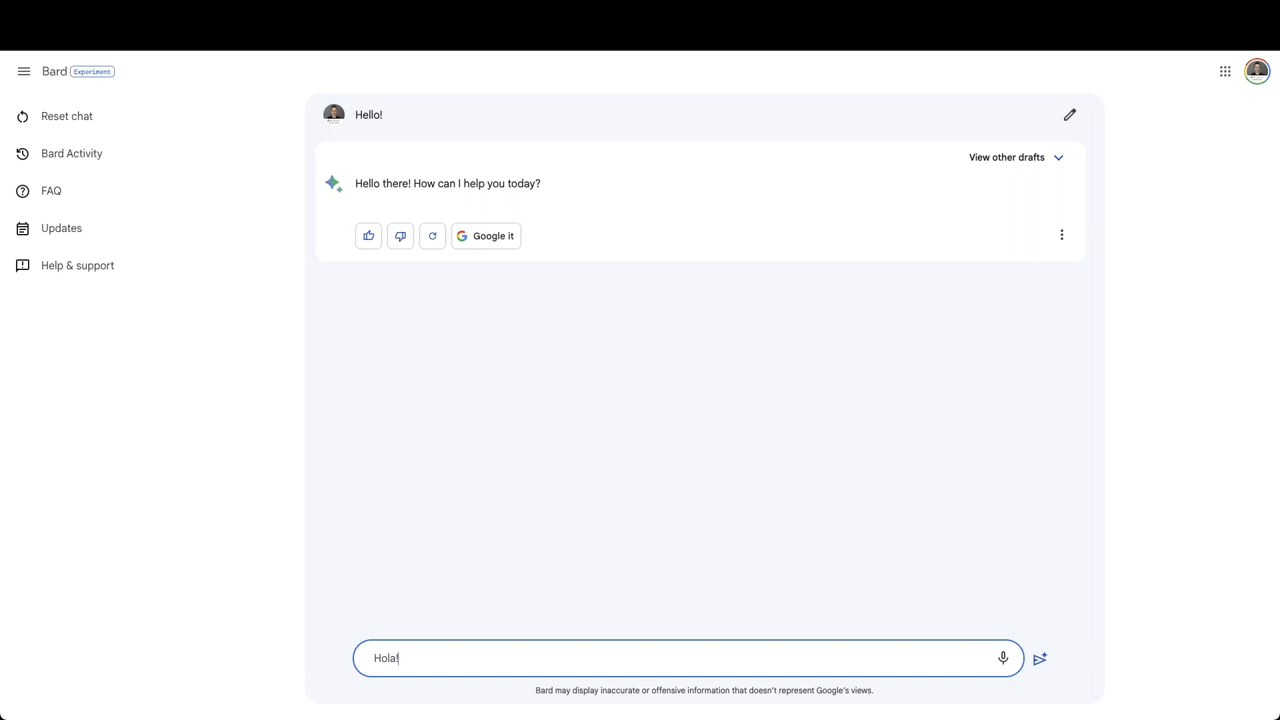 Bard Experiment
Reset chat
Bard Activity
FAQ
Updates
Help & support
Hello!
View other drafts
Hello there! How can I help you today?
Google it
Hola!
Bard may display inaccurate or offensive information that doesn't represent Google's views.